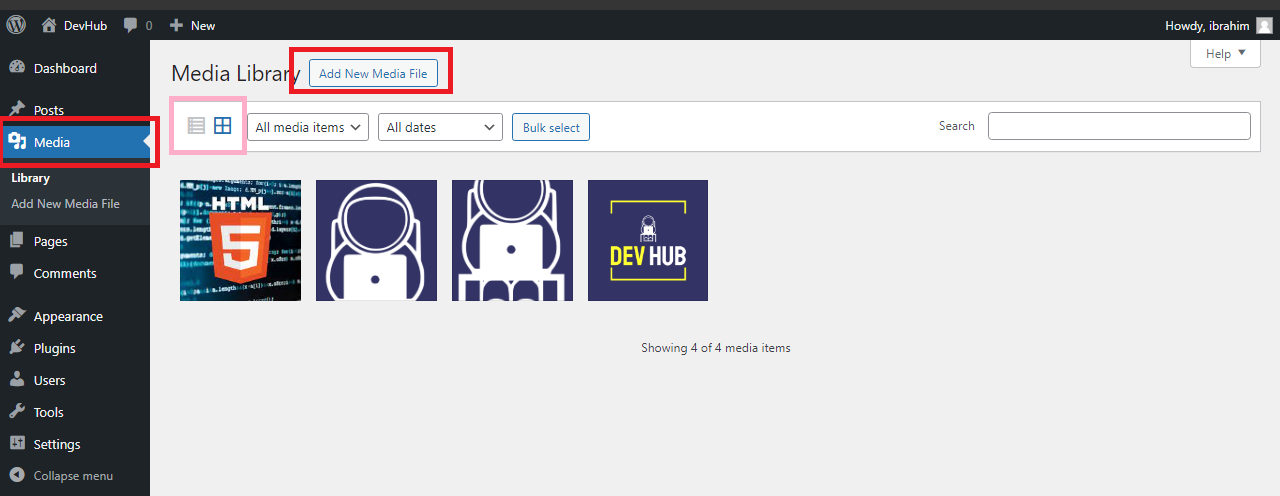 DevHub 0 New Howdy, ibrahim
Help
Dashboard
Posts
Media
Library
Add New Media File
Pages
Comments
Appearance
Plugins
Users
Tools
Settings
Collapse menu
Media Library Add New Media File
All media items All dates Bulk select Search
HTML
5
DEV HUB
Showing 4 of 4 media items